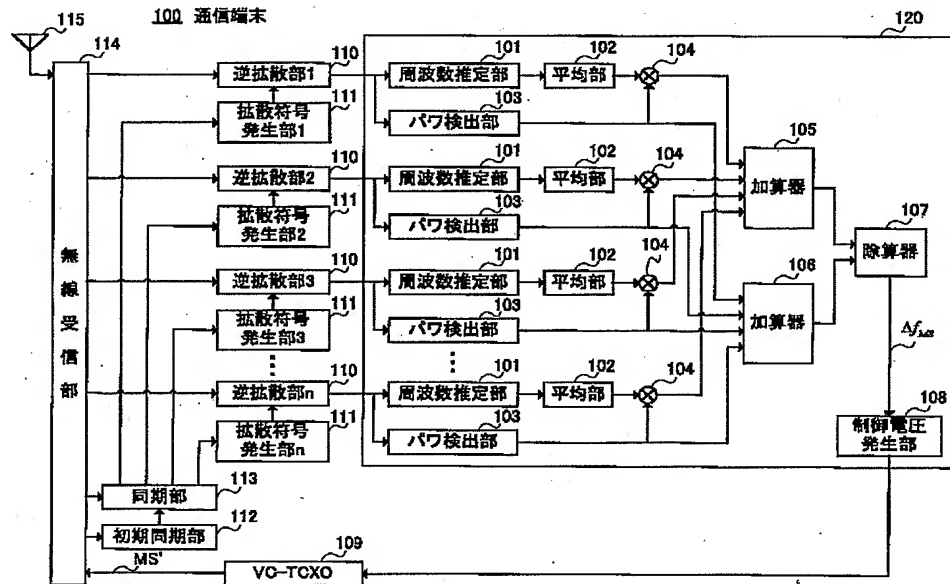 100 通信端末
115
114
無線受信部
120
110
逆拡散部1
111
拡散符号
発生部1
101
周波数推定部
102
平均部
104
103
パワ検出部
110
逆拡散部2
111
拡散符号
発生部2
101
周波数推定部
102
平均部
104
103
パワ検出部
110
逆拡散部3
111
拡散符号
発生部3
101
周波数推定部
102
平均部
104
103
パワ検出部
110
逆拡散部n
111
拡散符号
発生部n
101
周波数推定部
102
平均部
104
103
パワ検出部
105
加算器
106
加算器
107
除算器
108
制御電圧
発生部
113
同期部
112
初期同期部
MS'
109
VC-TCXO